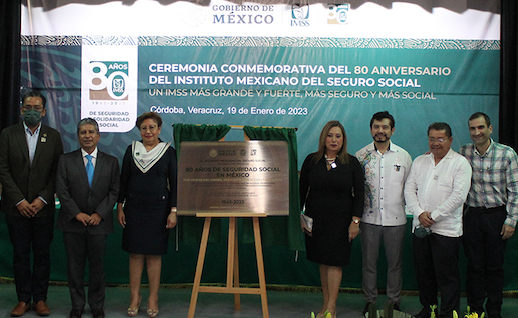 GOBIERNO DE
MÉXICO
IMSS
CEREMONIA CONMEMORATIVA DEL 80 ANIVERSARIO
DEL INSTITUTO MEXICANO DEL SEGURO SOCIAL
UN IMSS MÁS GRANDE Y FUERTE, MÁS SEGURO Y MÁS SOCIAL
Córdoba, Veracruz, 19 de Enero de 2023
80 AÑOS
DE SEGURIDAD
Y SOLIDARIDAD
SOCIAL
80 AÑOS DE SEGURIDAD SOCIAL
EN MÉXICO
1943-2023